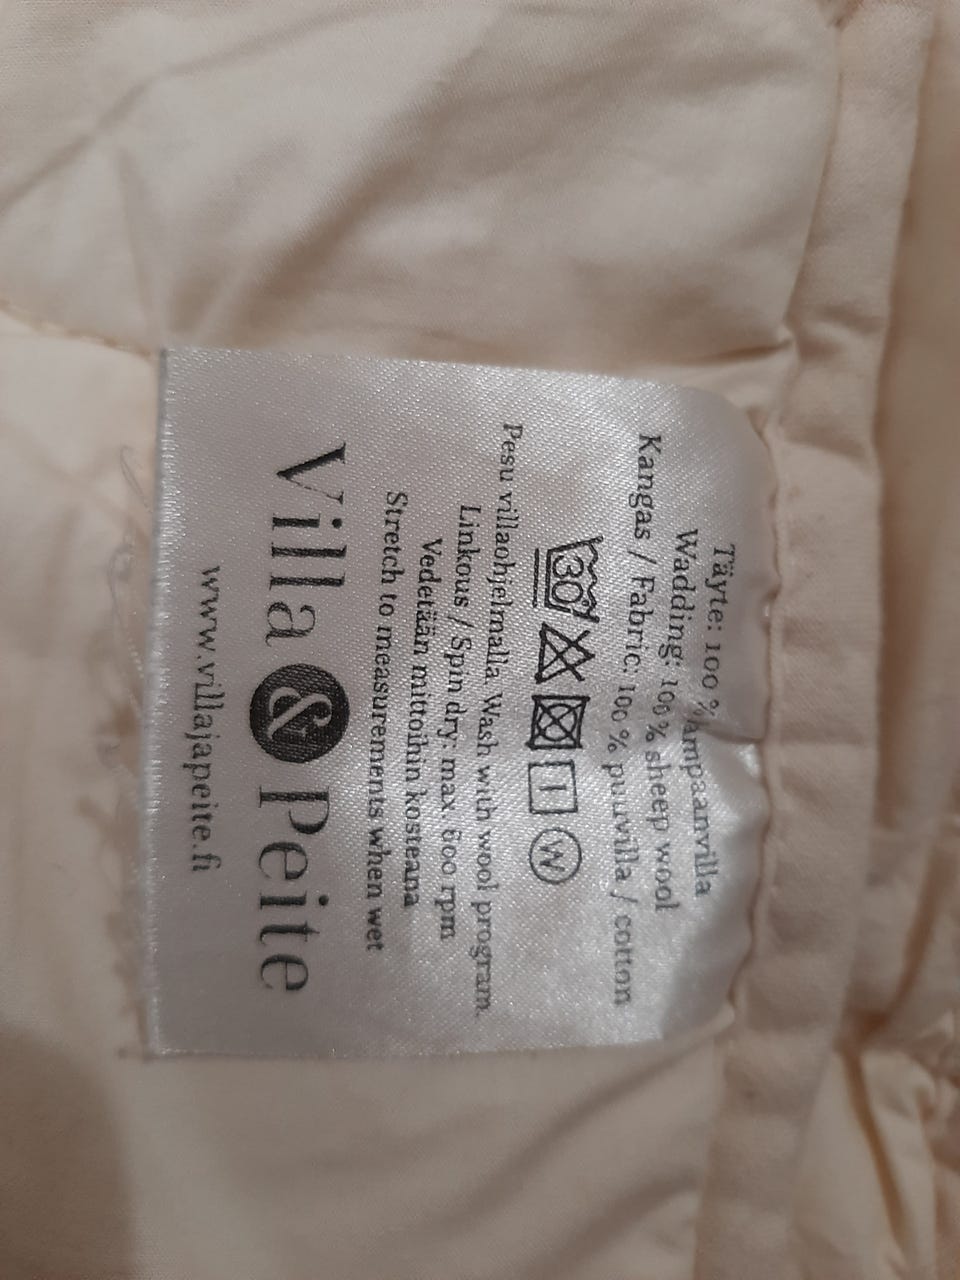 Täyte: 100 % lampaanvilla
Wadding: 100 % sheep wool
Kangas / Fabric: 100 % puuvilla / cotton
30 W
Pesu villaohjelmalla. Wash with wool program.
Linkous / Spin dry: max. 800 rpm
Vedetään mittoihin kosteana
Stretch to measurements when wet
Villa & Peite
www.villajapeite.fi